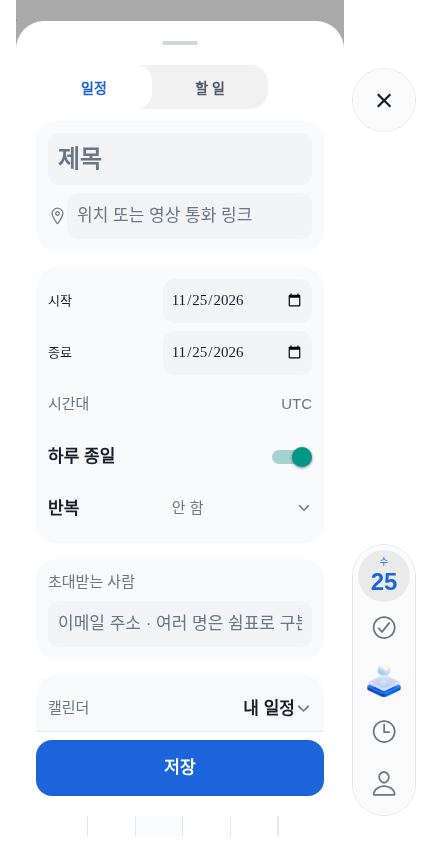 일정
할 일
제목
위치 또는 영상 통화 링크
시작
11/25/2026
종료
11/25/2026
시간대
UTC
하루 종일
반복
안 함
초대받는 사람
이메일 주소 · 여러 명은 쉼표로
캘린더
내 일정
저장
수
25